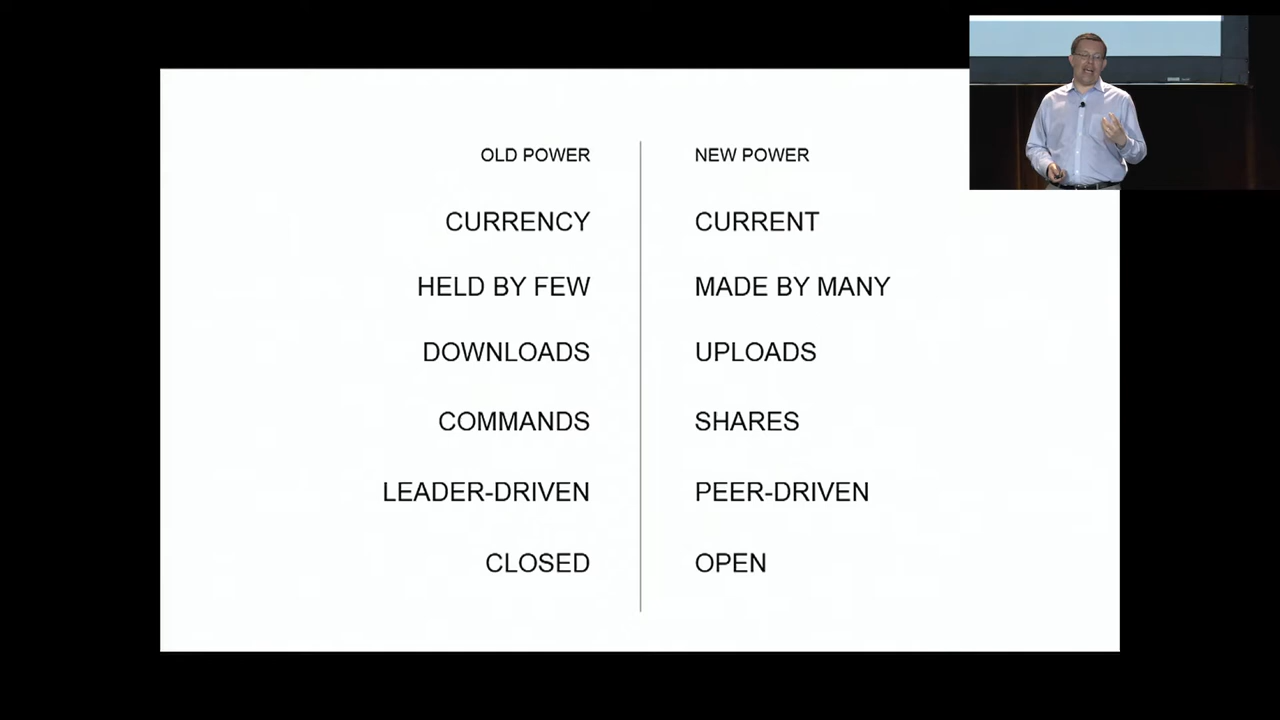 OLD POWER
NEW POWER
CURRENCY
CURRENT
HELD BY FEW
MADE BY MANY
DOWNLOADS
UPLOADS
COMMANDS
SHARES
LEADER-DRIVEN
PEER-DRIVEN
CLOSED
OPEN